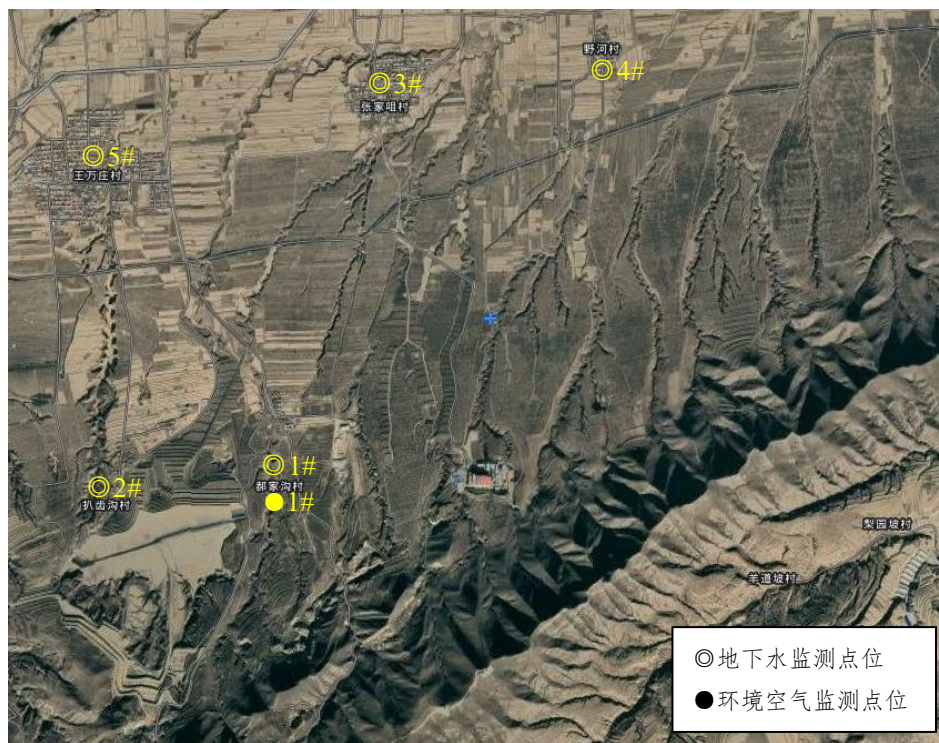 野河村
◎4#
◎3#
张家咀村
◎5#
王万庄村
◎1#
郝家沟村
●1#
◎2#
扒齿沟村
梨园坡村
羊道坡村
◎地下水监测点位
●环境空气监测点位